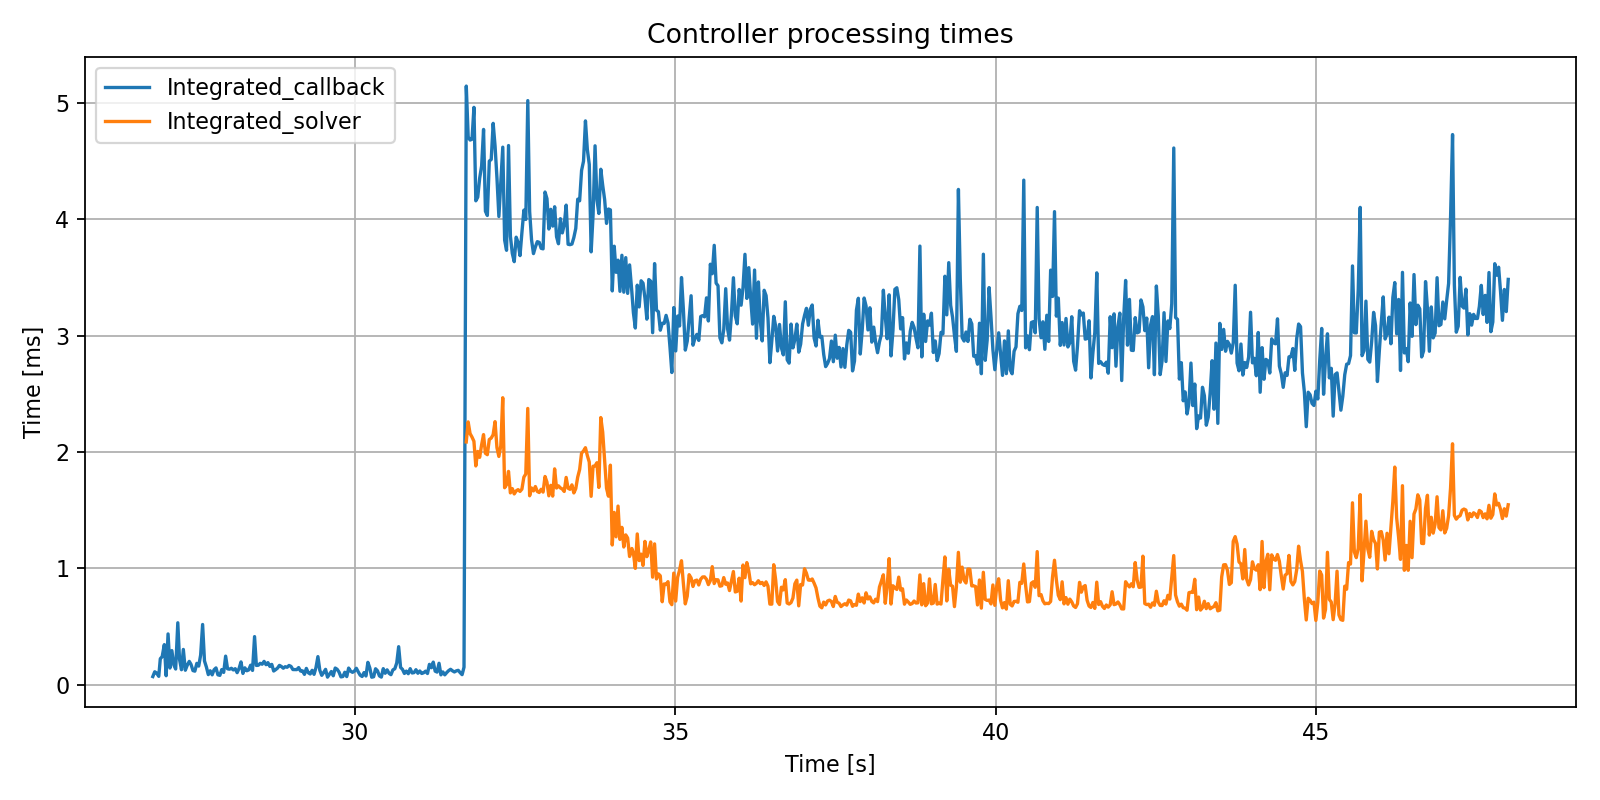 Controller processing times
Integrated_callback
Integrated_solver
Time [ms]
5
4
3
2
1
0
30
35
40
45
Time [s]